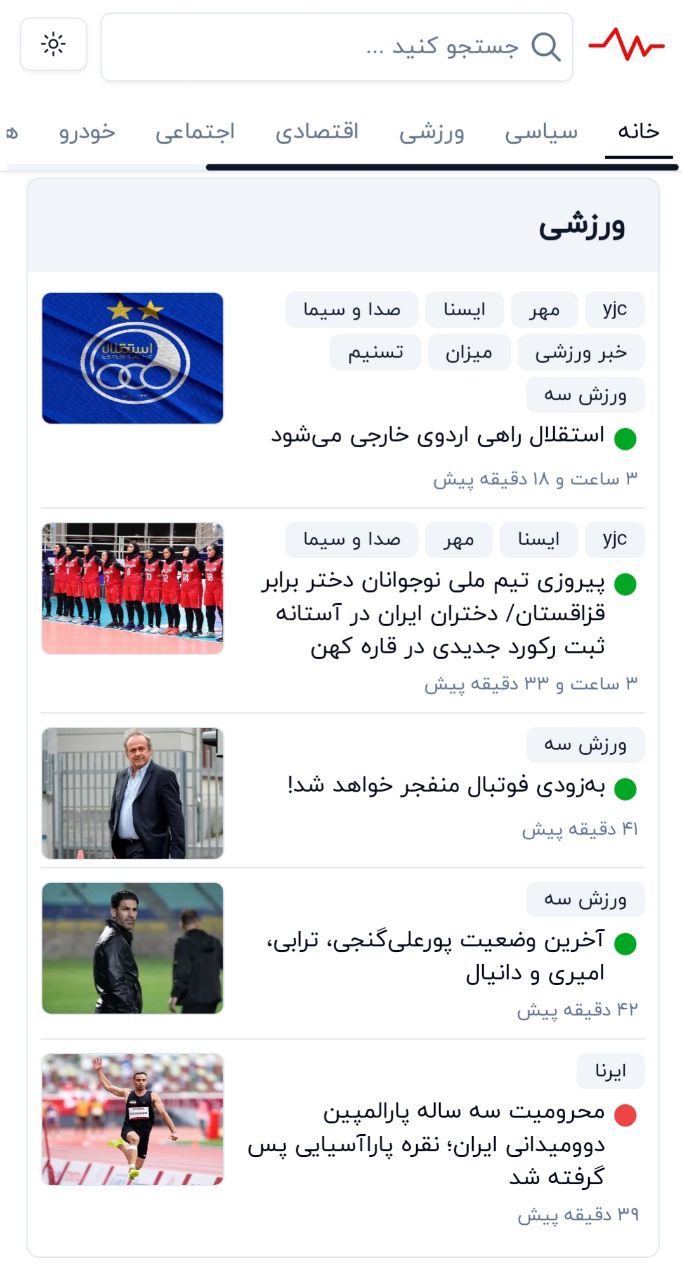 جستجو کنید ...
خانه سیاسی ورزشی اقتصادی اجتماعی خودرو
ورزشی
yjc مهر ایسنا صدا و سیما
خبر ورزشی میزان تسنیم
ورزش سه
استقلال راهی اردوی خارجی می‌شود
۳ ساعت و ۱۸ دقیقه پیش
استقلال
yjc ایسنا مهر صدا و سیما
پیروزی تیم ملی نوجوانان دختر برابر
قزاقستان/ دختران ایران در آستانه
ثبت رکورد جدیدی در قاره کهن
۳ ساعت و ۳۳ دقیقه پیش
ورزش سه
به‌زودی فوتبال منفجر خواهد شد!
۴۱ دقیقه پیش
ورزش سه
آخرین وضعیت پورعلی‌گنجی، ترابی،
امیری و دانیال
۴۲ دقیقه پیش
ایرنا
محرومیت سه ساله پارالمپین
دوومیدانی ایران؛ نقره پاراآسیایی پس
گرفته شد
۳۹ دقیقه پیش